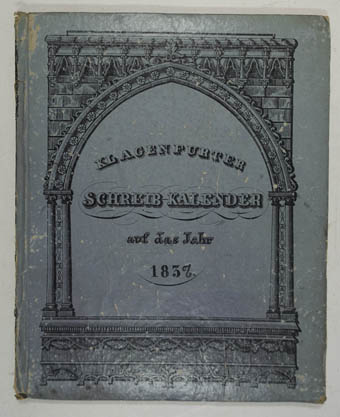 KLAGENFURTER
SCHREIB-KALENDER
auf das Jahr
1837.